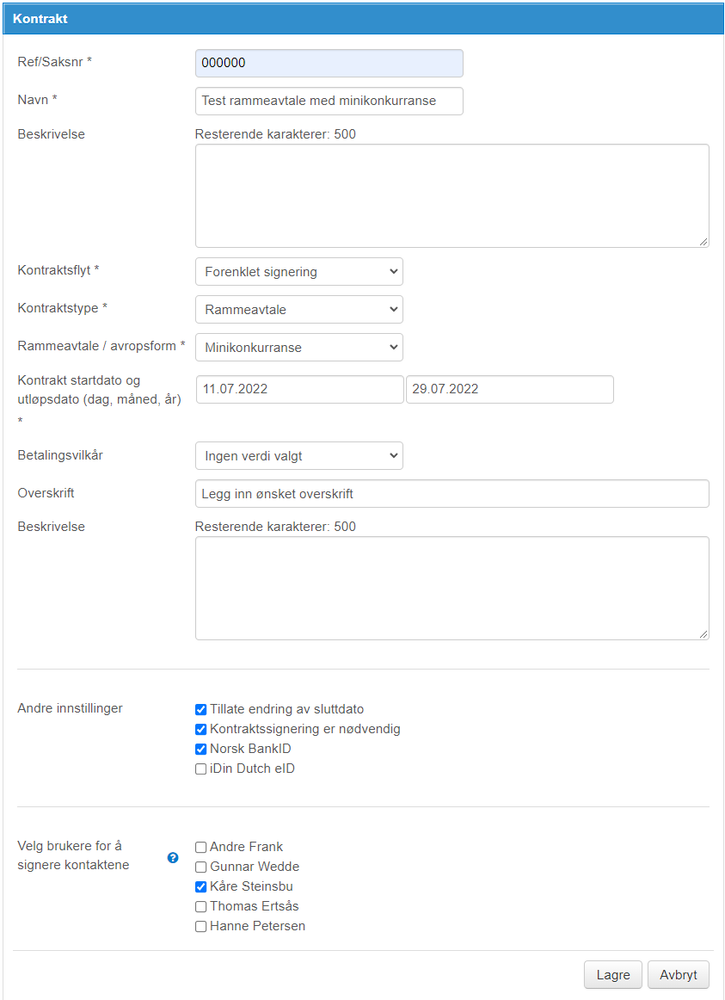 Kontrakt
Ref/Saksnr *
000000
Navn *
Test rammeavtale med minikonkurranse
Beskrivelse
Resterende karakterer: 500
Kontraktsflyt *
Forenklet signering
Kontraktstype *
Rammeavtale
Rammeavtale / avropsform *
Minikonkurranse
Kontrakt startdato og
utløpsdato (dag, måned, år)
*
11.07.2022
29.07.2022
Betalingsvilkår
Ingen verdi valgt
Overskrift
Legg inn ønsket overskrift
Beskrivelse
Resterende karakterer: 500
Andre innstillinger
Tillate endring av sluttdato
Kontraktssignering er nødvendig
Norsk BankID
iDin Dutch eID
Velg brukere for å
signere kontaktene
?
Andre Frank
Gunnar Wedde
Kåre Steinsbu
Thomas Ertsås
Hanne Petersen
Lagre
Avbryt